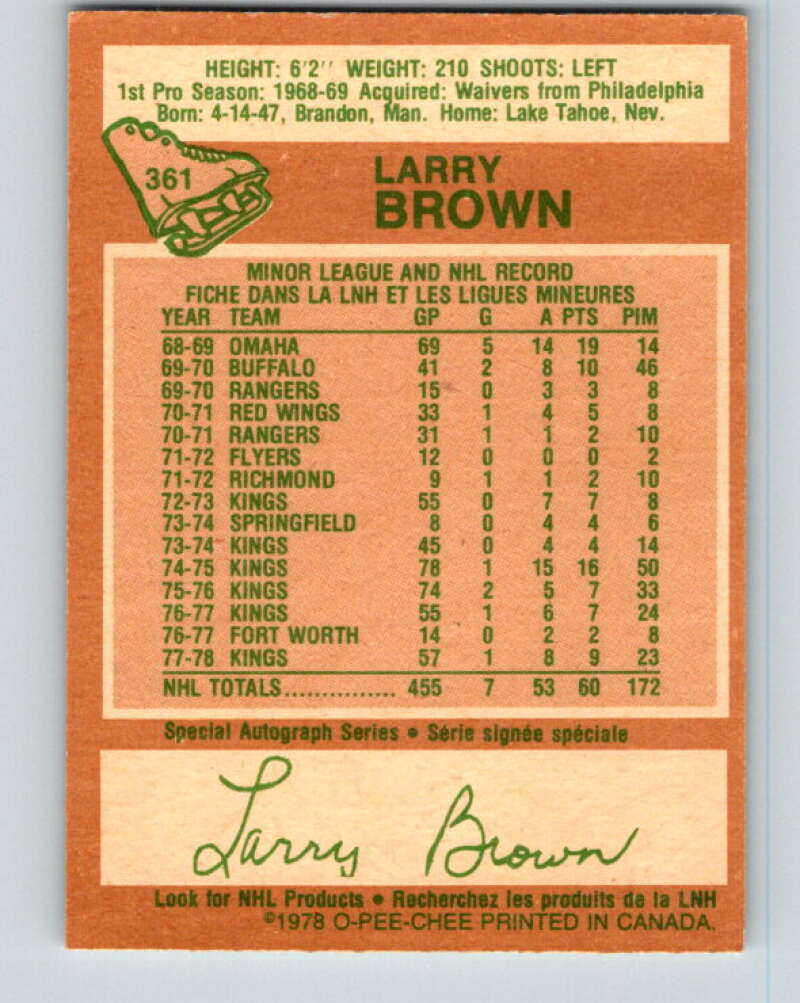 HEIGHT: 6'2'' WEIGHT: 210 SHOOTS: LEFT
1st Pro Season: 1968-69 Acquired: Waivers from Philadelphia
Born: 4-14-47, Brandon, Man. Home: Lake Tahoe, Nev.
361
LARRY
BROWN
MINOR LEAGUE AND NHL RECORD
FICHE DANS LA LNH ET LES LIGUES MINEURES
YEAR TEAM GP G A PTS PIM
68-69 OMAHA 69 5 14 19 14
69-70 BUFFALO 41 2 8 10 46
69-70 RANGERS 15 0 3 3 8
70-71 RED WINGS 33 1 4 5 8
70-71 RANGERS 31 1 1 2 10
71-72 FLYERS 12 0 0 0 2
71-72 RICHMOND 9 1 1 2 10
72-73 KINGS 55 0 7 7 8
73-74 SPRINGFIELD 8 0 4 4 6
73-74 KINGS 45 0 4 4 14
74-75 KINGS 78 1 15 16 50
75-76 KINGS 74 2 5 7 33
76-77 KINGS 55 1 6 7 24
76-77 FORT WORTH 14 0 2 2 8
77-78 KINGS 57 1 8 9 23
NHL TOTALS............... 455 7 53 60 172
Special Autograph Series • Série signée spéciale
Larry Brown
Look for NHL Products • Recherchez les produits de la LNH
©1978 O-PEE-CHEE PRINTED IN CANADA.